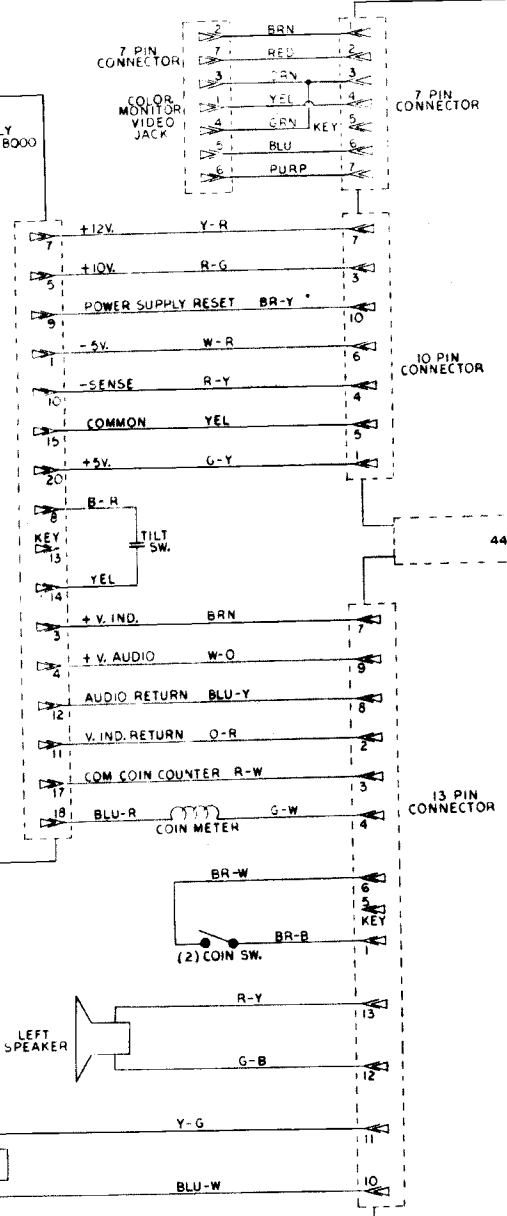 2 BRN 1
7 PIN CONNECTOR
7 RED 2
3 GRN 3
COLOR MONITOR VIDEO JACK
1 YEL 4
7 PIN CONNECTOR
4 GRN KEY 5
5 BLU 6
6 PURP 7
LY
8000
7 +12V. Y-R 7
5 +10V. R-G 3
9 POWER SUPPLY RESET BR-Y 10
1 -5V. W-R 6
10 PIN CONNECTOR
10 -SENSE R-Y 4
15 COMMON YEL 5
20 +5V. G-Y 1
8 B-R
KEY 13
TILT SW.
44
14 YEL
3 + V. IND. BRN 7
4 + V. AUDIO W-O 9
12 AUDIO RETURN BLU-Y 8
11 V. IND. RETURN O-R 2
17 COM COIN COUNTER R-W 3
13 PIN CONNECTOR
18 BLU-R COIN METER G-W 4
BR-W 6
5 KEY
(2) COIN SW. BR-B 1
R-Y 13
LEFT SPEAKER
G-B 12
Y-G 11
BLU-W 10